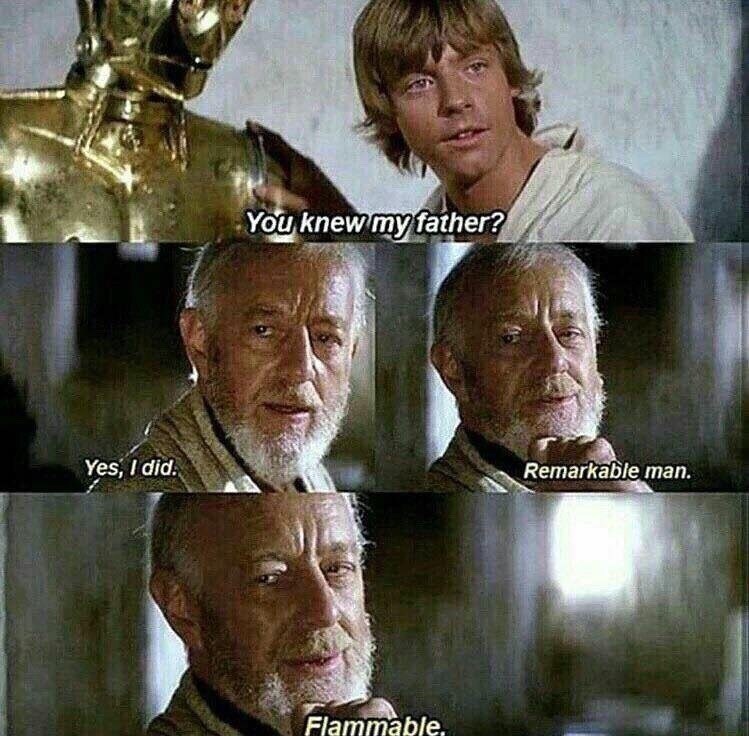 You knew my father?
Yes, I did.
Remarkable man.
Flammable.